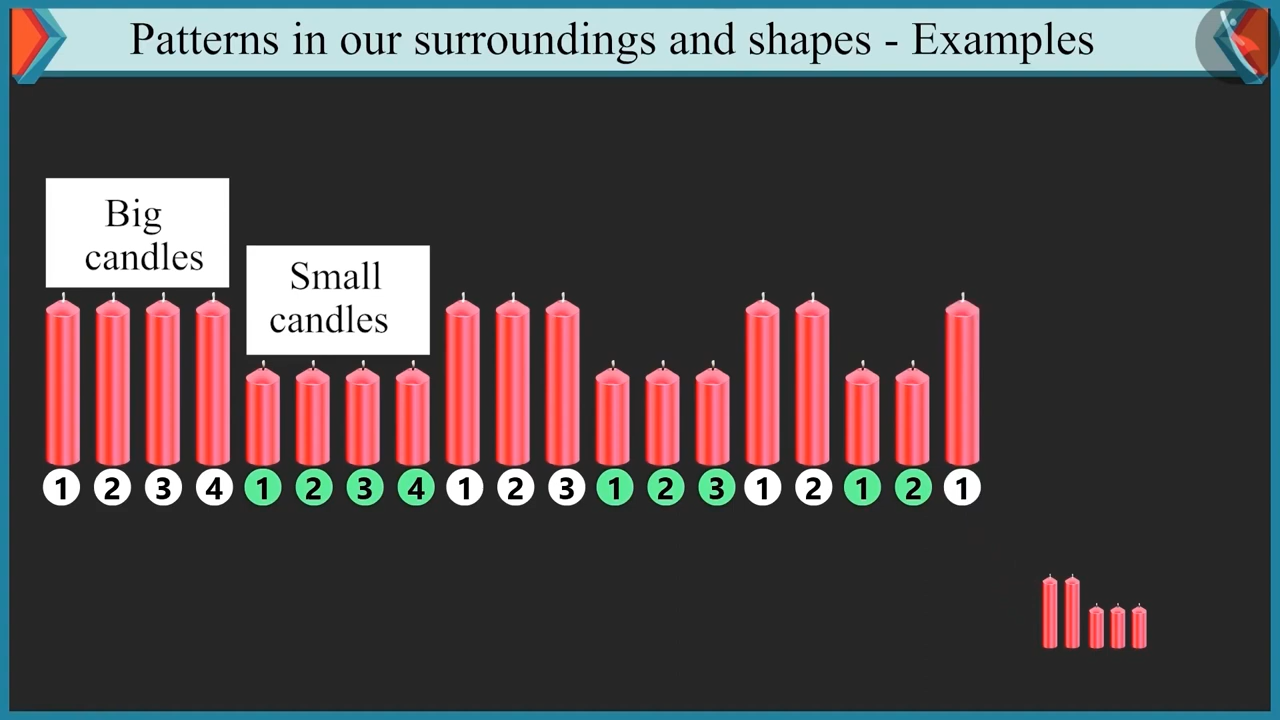 Patterns in our surroundings and shapes - Examples
Big
candles
Small
candles
1 2 3 4 1 2 3 4 1 2 3 1 2 3 1 2 1 2 1